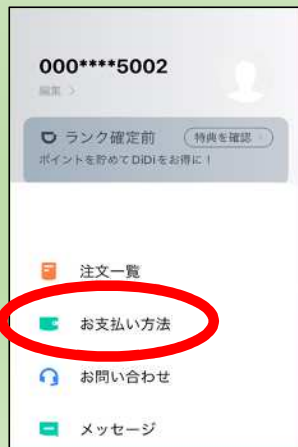 000****5002
編集 >
ランク確定前
特典を確認 >
ポイントを貯めてDiDiをお得に！
注文一覧
お支払い方法
お問い合わせ
メッセージ